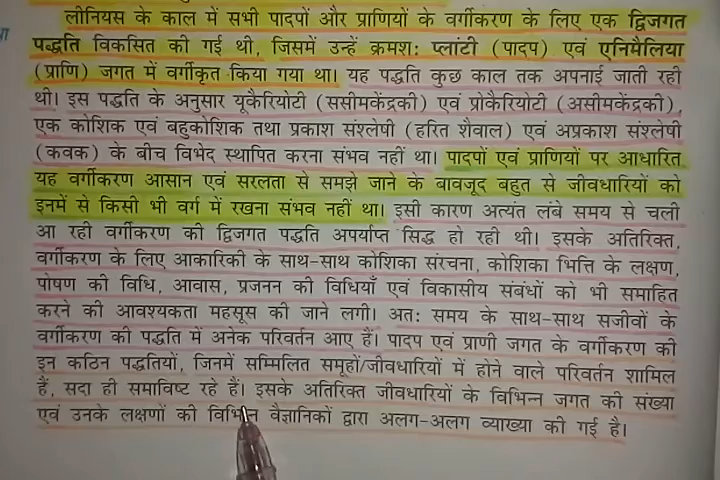 लीनियस के काल में सभी पादपों और प्राणियों के वर्गीकरण के लिए एक द्विजगत
पद्धति विकसित की गई थी, जिसमें उन्हें क्रमशः प्लांटी (पादप) एवं एनिमैलिया
(प्राणि) जगत में वर्गीकृत किया गया था। यह पद्धति कुछ काल तक अपनाई जाती रही
थी। इस पद्धति के अनुसार यूकैरियोटी (ससीमकेंद्रकी) एवं प्रोकैरियोटी (असीमकेंद्रकी),
एक कोशिक एवं बहुकोशिक तथा प्रकाश संश्लेषी (हरित शैवाल) एवं अप्रकाश संश्लेषी
(कवक) के बीच विभेद स्थापित करना संभव नहीं था। पादपों एवं प्राणियों पर आधारित
यह वर्गीकरण आसान एवं सरलता से समझे जाने के बावजूद बहुत से जीवधारियों को
इनमें से किसी भी वर्ग में रखना संभव नहीं था। इसी कारण अत्यंत लंबे समय से चली
आ रही वर्गीकरण की द्विजगत पद्धति अपर्याप्त सिद्ध हो रही थी। इसके अतिरिक्त,
वर्गीकरण के लिए आकारिकी के साथ-साथ कोशिका संरचना, कोशिका भित्ति के लक्षण,
पोषण की विधि, आवास, प्रजनन की विधियाँ एवं विकासीय संबंधों को भी समाहित
करने की आवश्यकता महसूस की जाने लगी। अतः समय के साथ-साथ सजीवों के
वर्गीकरण की पद्धति में अनेक परिवर्तन आए हैं। पादप एवं प्राणी जगत के वर्गीकरण की
इन कठिन पद्धतियों, जिनमें सम्मिलित समूहों/जीवधारियों में होने वाले परिवर्तन शामिल
हैं, सदा ही समाविष्ट रहे हैं। इसके अतिरिक्त जीवधारियों के विभिन्न जगत की संख्या
एवं उनके लक्षणों की विभिन्न वैज्ञानिकों द्वारा अलग-अलग व्याख्या की गई है।